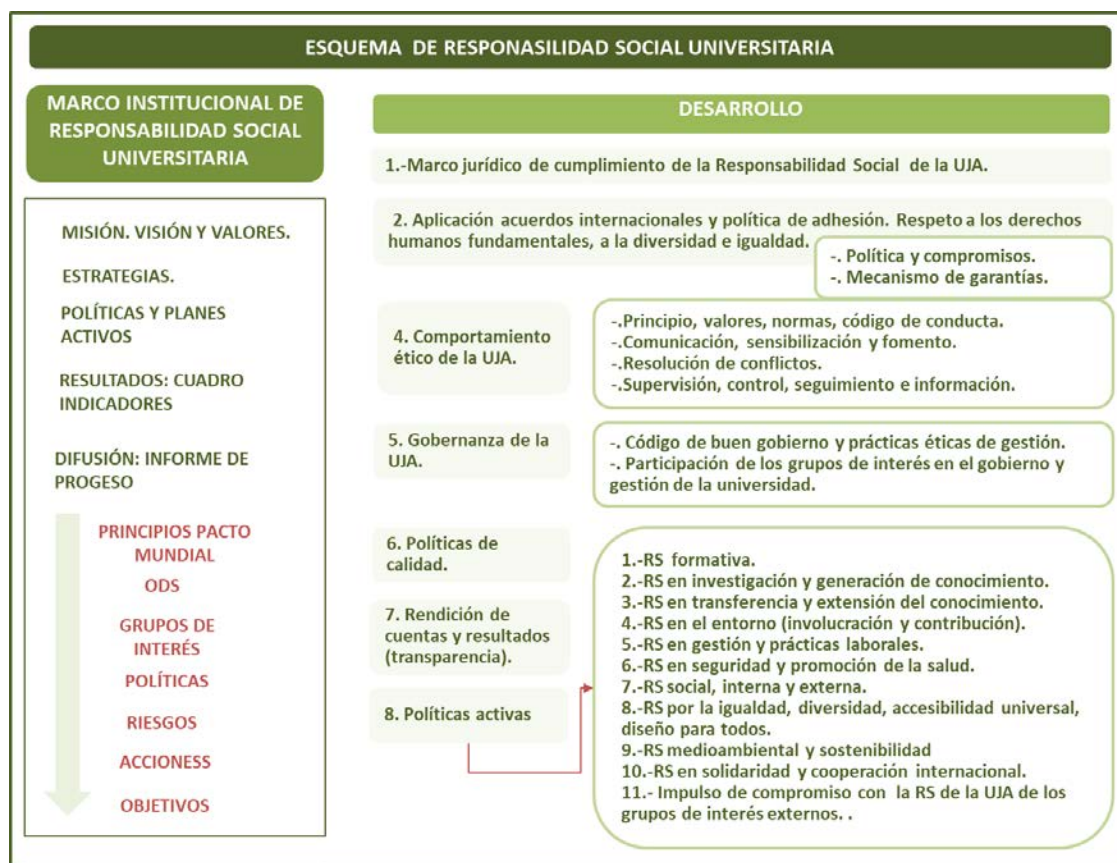 ESQUEMA DE RESPONASILIDAD SOCIAL UNIVERSITARIA
MARCO INSTITUCIONAL DE
RESPONSABILIDAD SOCIAL
UNIVERSITARIA
MISIÓN. VISIÓN Y VALORES.
ESTRATEGIAS.
POLÍTICAS Y PLANES
ACTIVOS
RESULTADOS: CUADRO
INDICADORES
DIFUSIÓN: INFORME DE
PROGESO
PRINCIPIOS PACTO
MUNDIAL
ODS
GRUPOS DE
INTERÉS
POLÍTICAS
RIESGOS
ACCIONESS
OBJETIVOS
DESARROLLO
1.-Marco jurídico de cumplimiento de la Responsabilidad Social de la UJA.
2. Aplicación acuerdos internacionales y política de adhesión. Respeto a los derechos
humanos fundamentales, a la diversidad e igualdad.
-. Política y compromisos.
-. Mecanismo de garantías.
4. Comportamiento
ético de la UJA.
-.Principio, valores, normas, código de conducta.
-.Comunicación, sensibilización y fomento.
-.Resolución de conflictos.
-.Supervisión, control, seguimiento e información.
5. Gobernanza de la
UJA.
-. Código de buen gobierno y prácticas éticas de gestión.
-. Participación de los grupos de interés en el gobierno y
gestión de la universidad.
6. Políticas de
calidad.
7. Rendición de
cuentas y resultados
(transparencia).
8. Políticas activas
1.-RS formativa.
2.-RS en investigación y generación de conocimiento.
3.-RS en transferencia y extensión del conocimiento.
4.-RS en el entorno (involucración y contribución).
5.-RS en gestión y prácticas laborales.
6.-RS en seguridad y promoción de la salud.
7.-RS social, interna y externa.
8.-RS por la igualdad, diversidad, accesibilidad universal,
diseño para todos.
9.-RS medioambiental y sostenibilidad
10.-RS en solidaridad y cooperación internacional.
11.- Impulso de compromiso con la RS de la UJA de los
grupos de interés externos. .